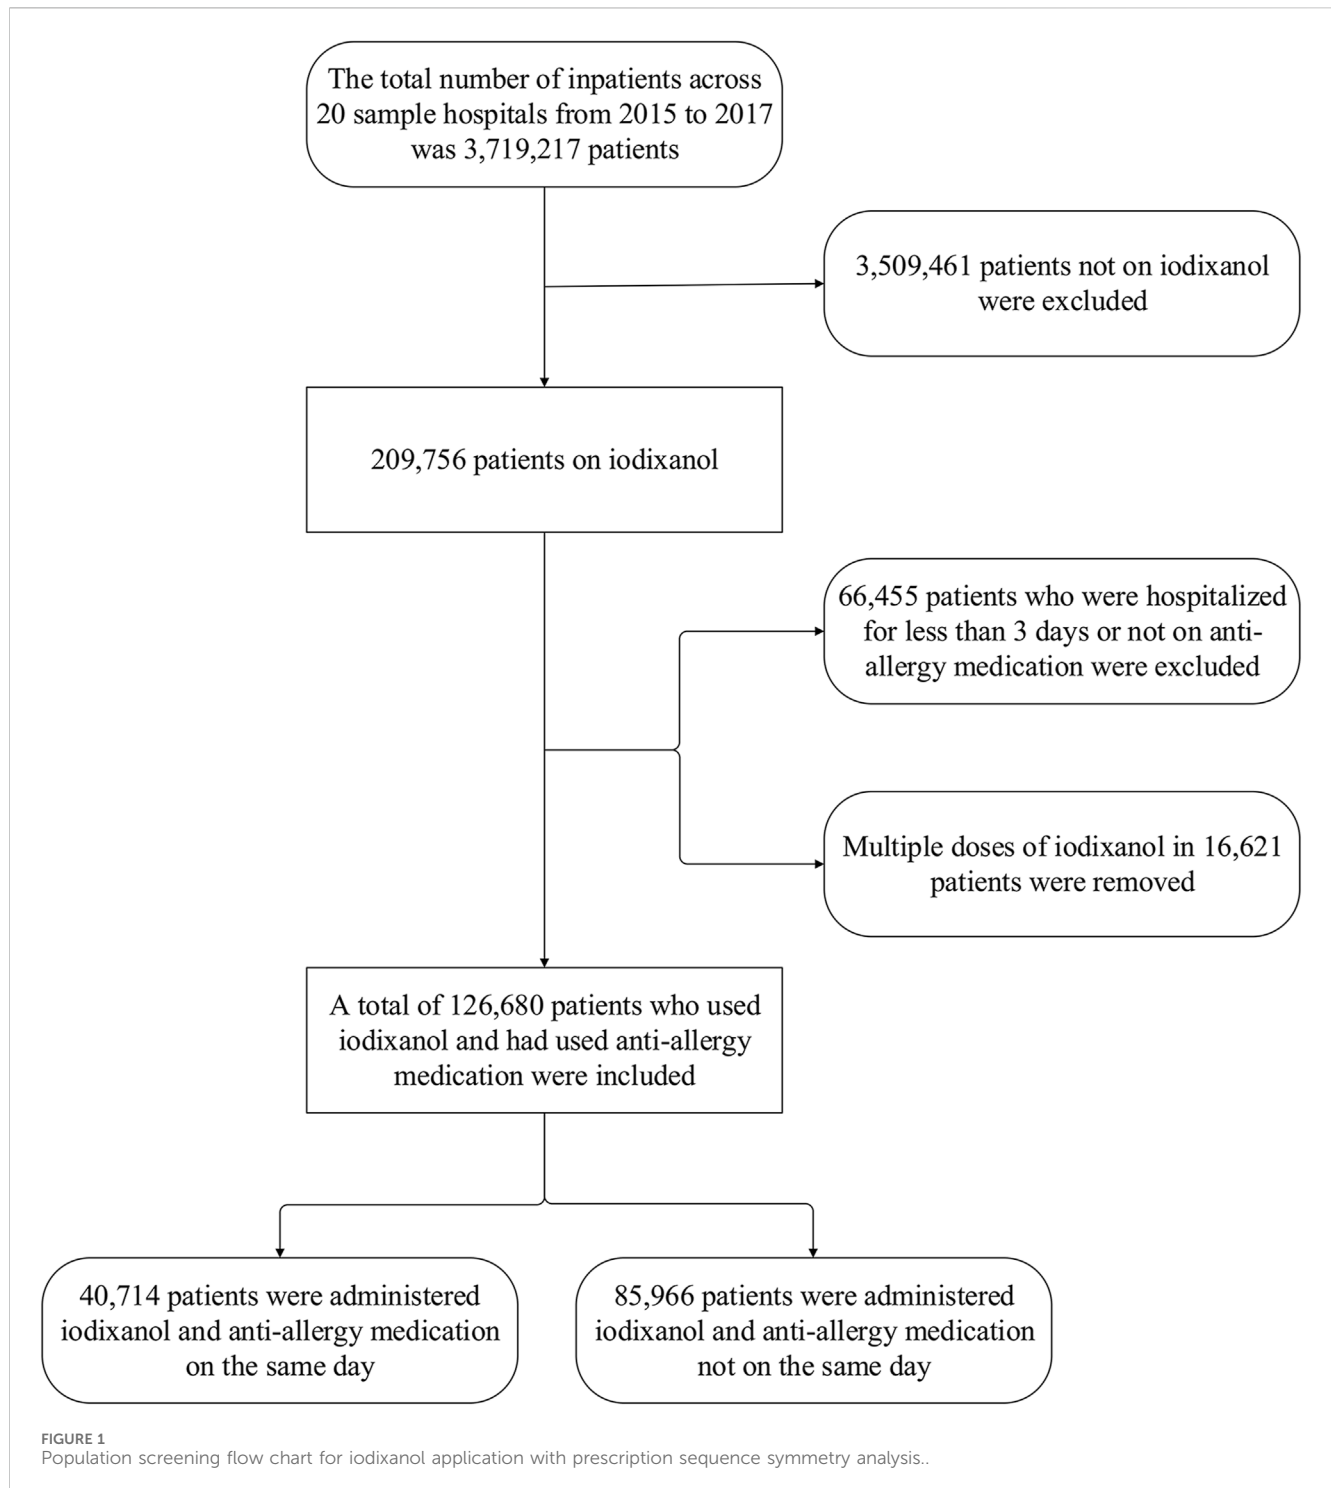 The total number of inpatients across
20 sample hospitals from 2015 to 2017
was 3,719,217 patients
3,509,461 patients not on iodixanol
were excluded
209,756 patients on iodixanol
66,455 patients who were hospitalized
for less than 3 days or not on anti-
allergy medication were excluded
Multiple doses of iodixanol in 16,621
patients were removed
A total of 126,680 patients who used
iodixanol and had used anti-allergy
medication were included
40,714 patients were administered
iodixanol and anti-allergy medication
on the same day
85,966 patients were administered
iodixanol and anti-allergy medication
not on the same day
FIGURE 1
Population screening flow chart for iodixanol application with prescription sequence symmetry analysis..